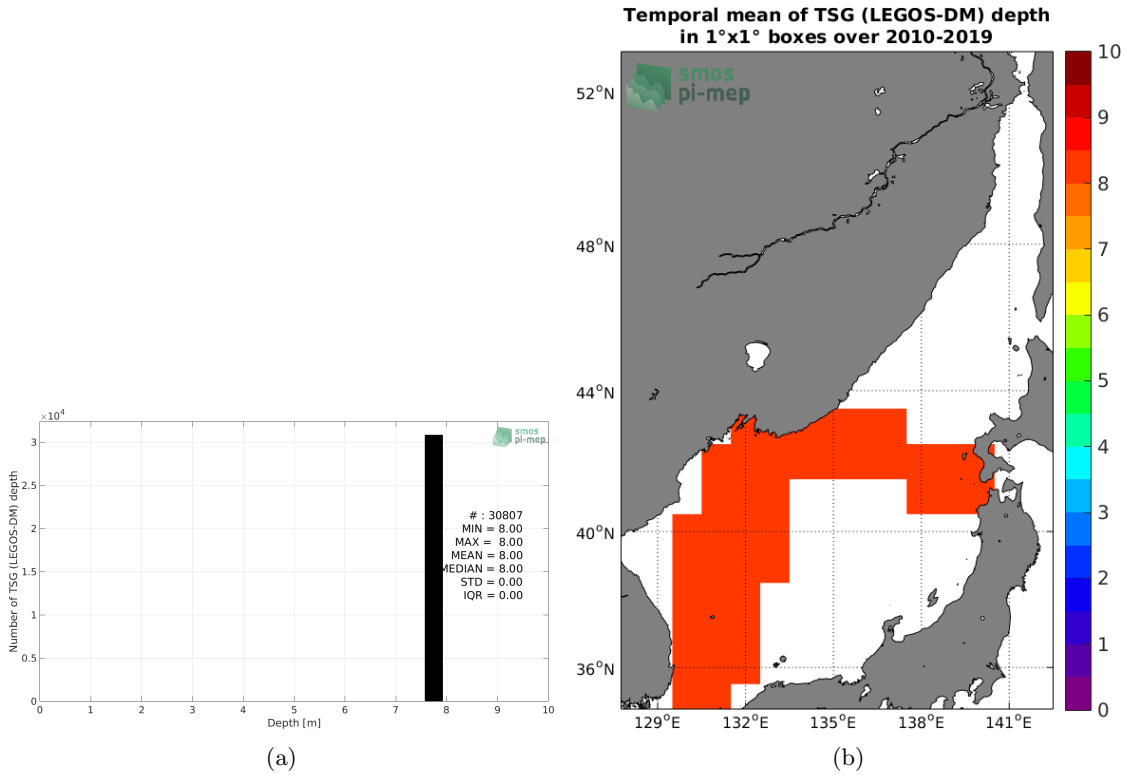 ×10⁴
3
2.5
2
1.5
1
0.5
0
Number of TSG (LEGOS-DM) depth
smos
pi-mep
# : 30807
MIN = 8.00
MAX = 8.00
MEAN = 8.00
MEDIAN = 8.00
STD = 0.00
IQR = 0.00
0 1 2 3 4 5 6 7 8 9 10
Depth [m]
(a)
Temporal mean of TSG (LEGOS-DM) depth
in 1°x1° boxes over 2010-2019
smos
pi-mep
52°N
48°N
44°N
40°N
36°N
129°E 132°E 135°E 138°E 141°E
10
9
8
7
6
5
4
3
2
1
0
(b)